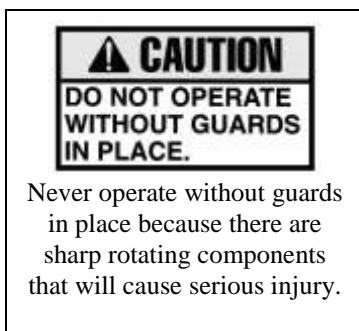 CAUTION
DO NOT OPERATE
WITHOUT GUARDS
IN PLACE.
Never operate without guards
in place because there are
sharp rotating components
that will cause serious injury.